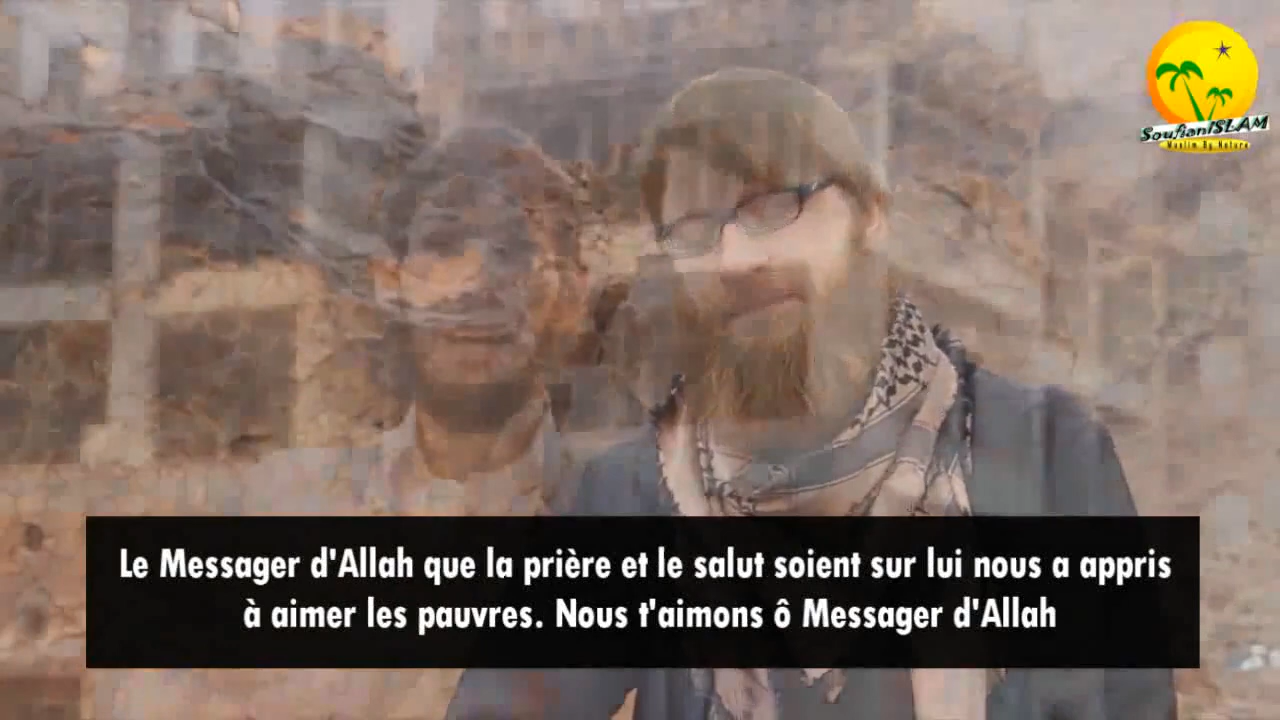 SoufianISLAM
Muslim By Nature
Le Messager d'Allah que la prière et le salut soient sur lui nous a appris
à aimer les pauvres. Nous t'aimons ô Messager d'Allah